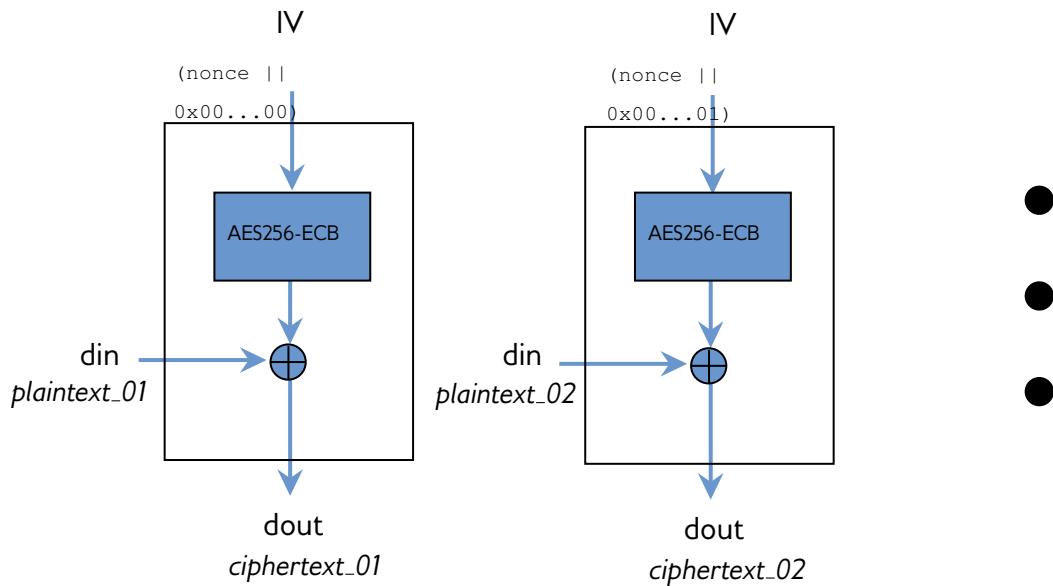 IV
(nonce ||
0x00...00)
AES256-ECB
din
plaintext_01
dout
ciphertext_01
IV
(nonce ||
0x00...01)
AES256-ECB
din
plaintext_02
dout
ciphertext_02